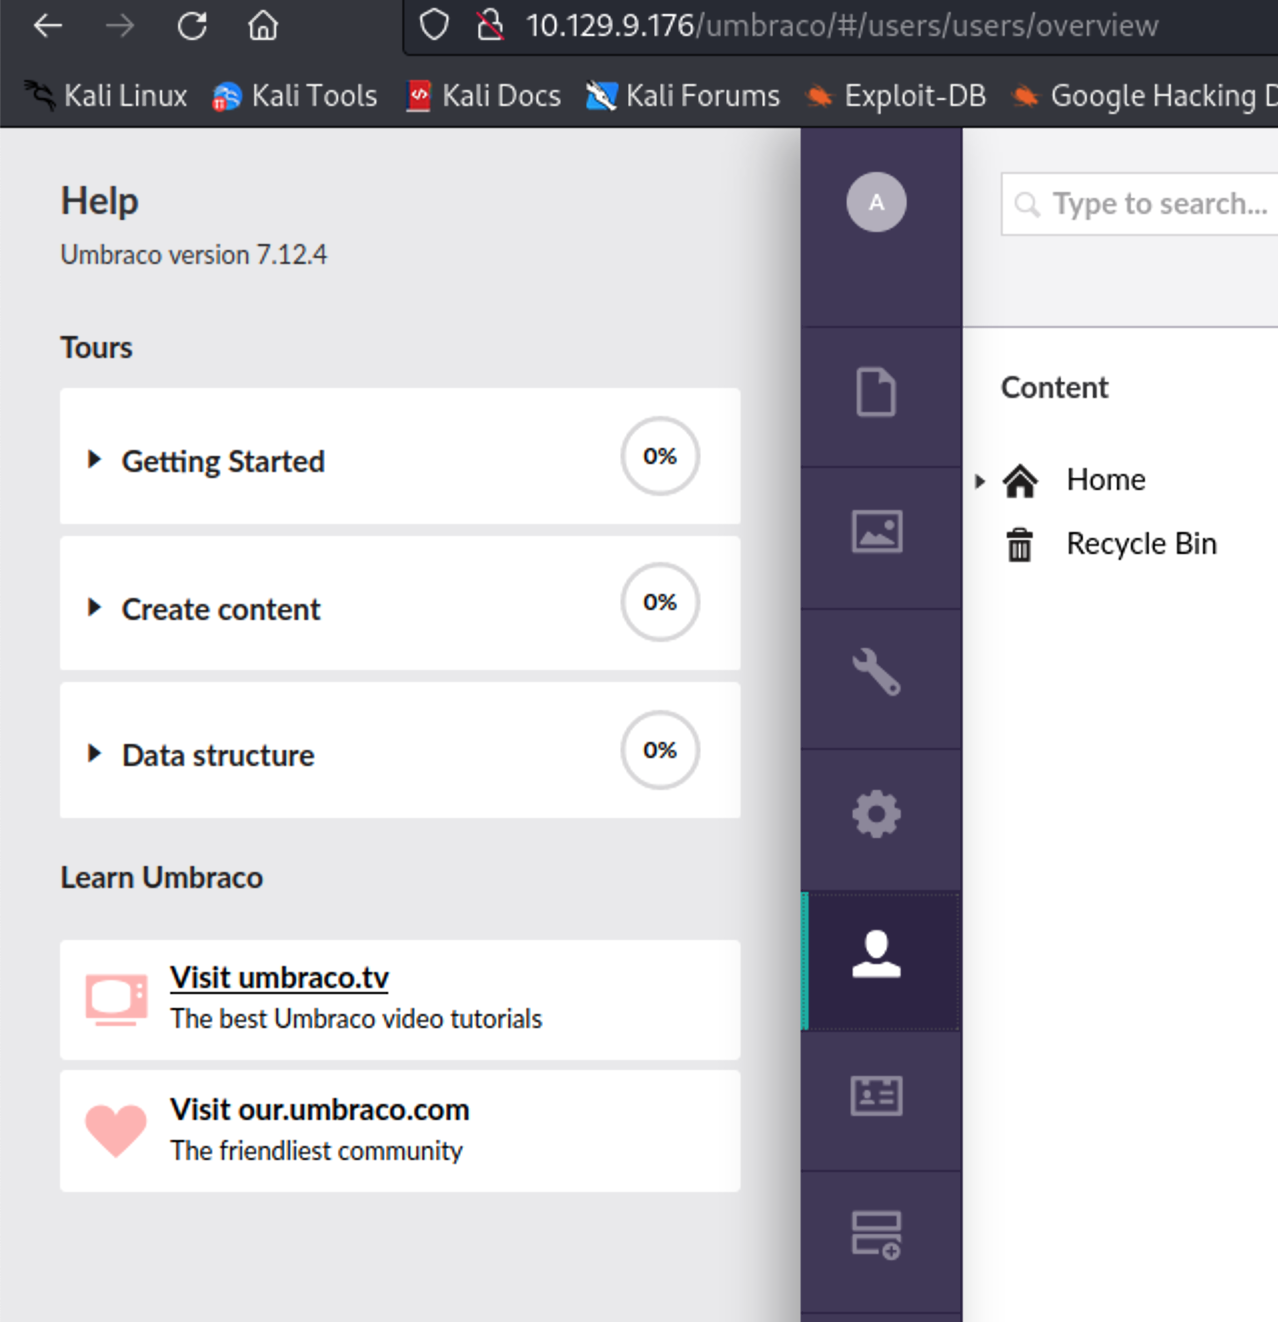 10.129.9.176/umbraco/#/users/users/overview
Kali Linux Kali Tools Kali Docs Kali Forums Exploit-DB Google Hacking D
Help
Umbraco version 7.12.4
Tours
Getting Started 0%
Create content 0%
Data structure 0%
Learn Umbraco
Visit umbraco.tv
The best Umbraco video tutorials
Visit our.umbraco.com
The friendliest community
A
Type to search...
Content
Home
Recycle Bin